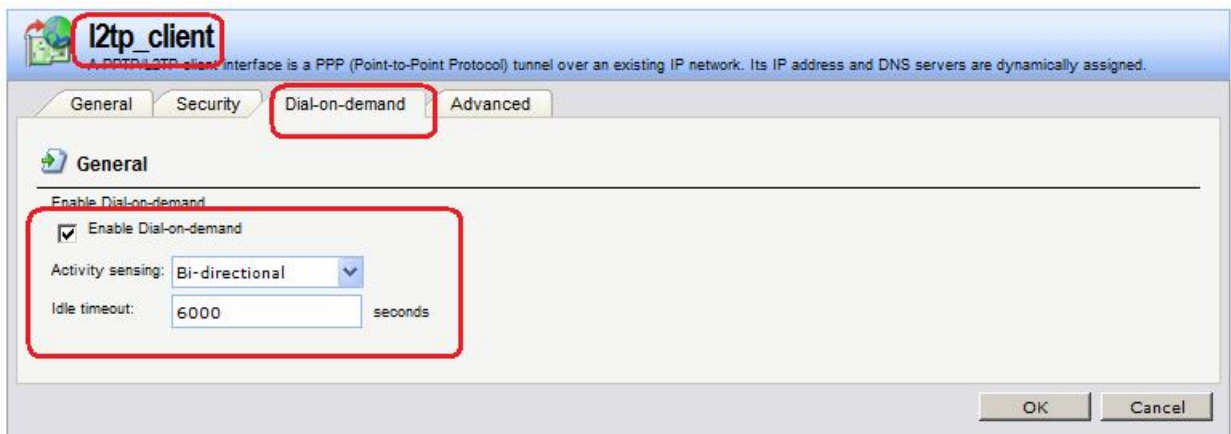 l2tp_client
A PPTP/L2TP client interface is a PPP (Point-to-Point Protocol) tunnel over an existing IP network. Its IP address and DNS servers are dynamically assigned.
General Security Dial-on-demand Advanced
General
Enable Dial-on-demand
Enable Dial-on-demand
Activity sensing: Bi-directional
Idle timeout: 6000 seconds
OK Cancel